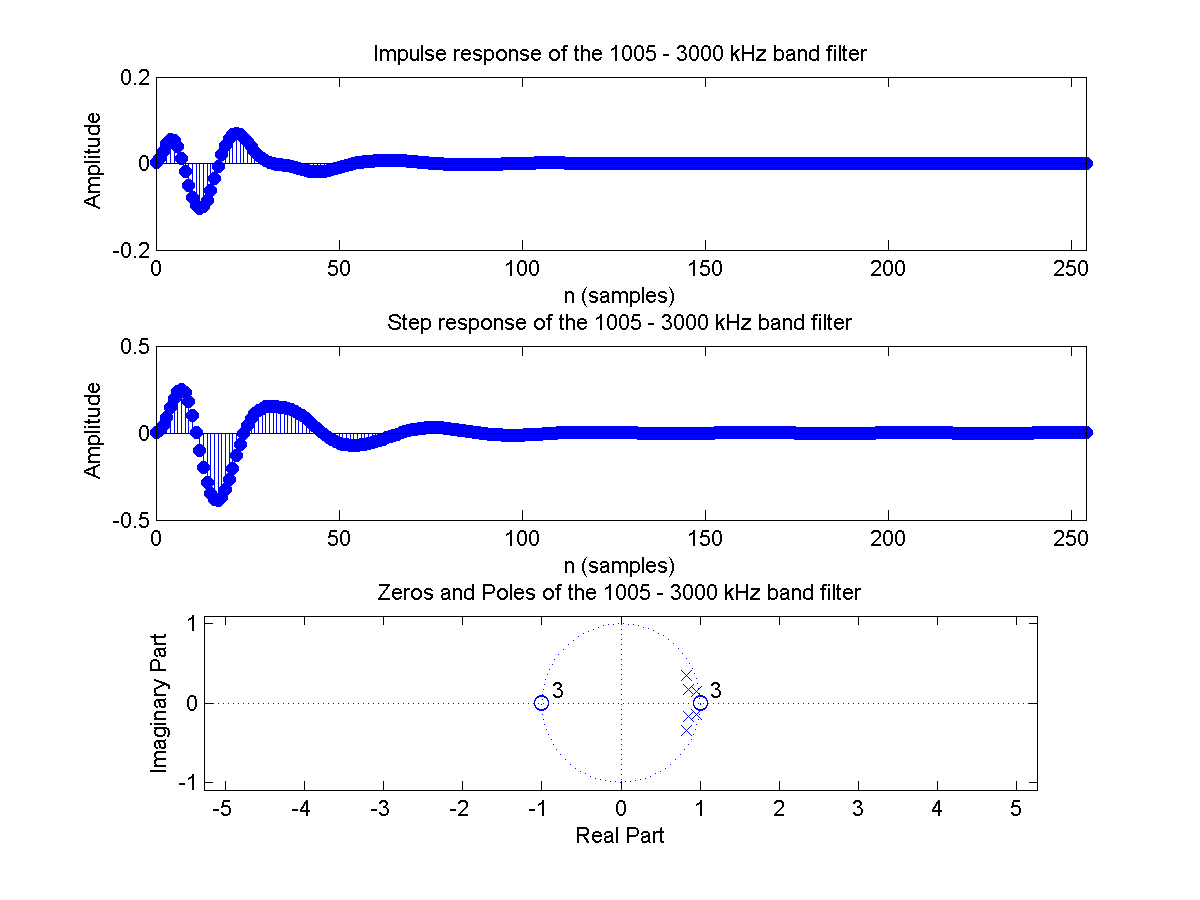 Impulse response of the 1005 - 3000 kHz band filter
0.2
0
-0.2
Amplitude
0 50 100 150 200 250
n (samples)
Step response of the 1005 - 3000 kHz band filter
0.5
0
-0.5
Amplitude
0 50 100 150 200 250
n (samples)
Zeros and Poles of the 1005 - 3000 kHz band filter
1
0
-1
Imaginary Part
3 3
-5 -4 -3 -2 -1 0 1 2 3 4 5
Real Part